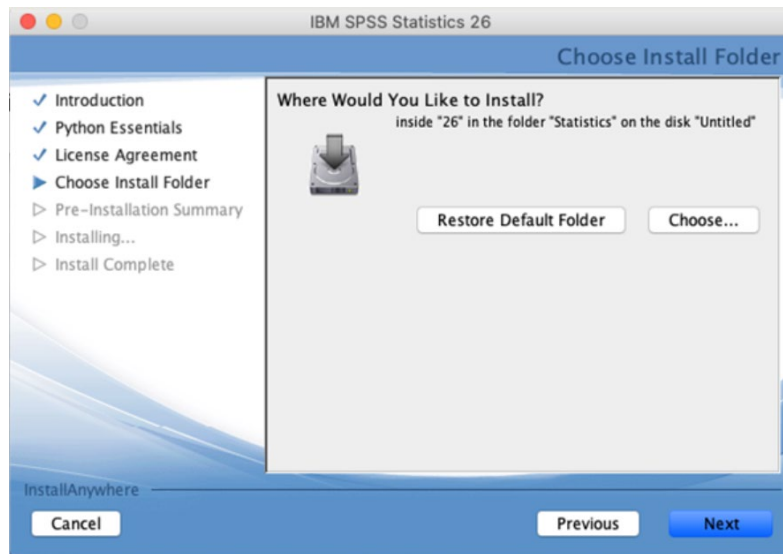 IBM SPSS Statistics 26
Choose Install Folder
Introduction
Python Essentials
License Agreement
Choose Install Folder
Pre-Installation Summary
Installing...
Install Complete
Where Would You Like to Install?
inside "26" in the folder "Statistics" on the disk "Untitled"
Restore Default Folder
Choose...
InstallAnywhere
Cancel
Previous
Next